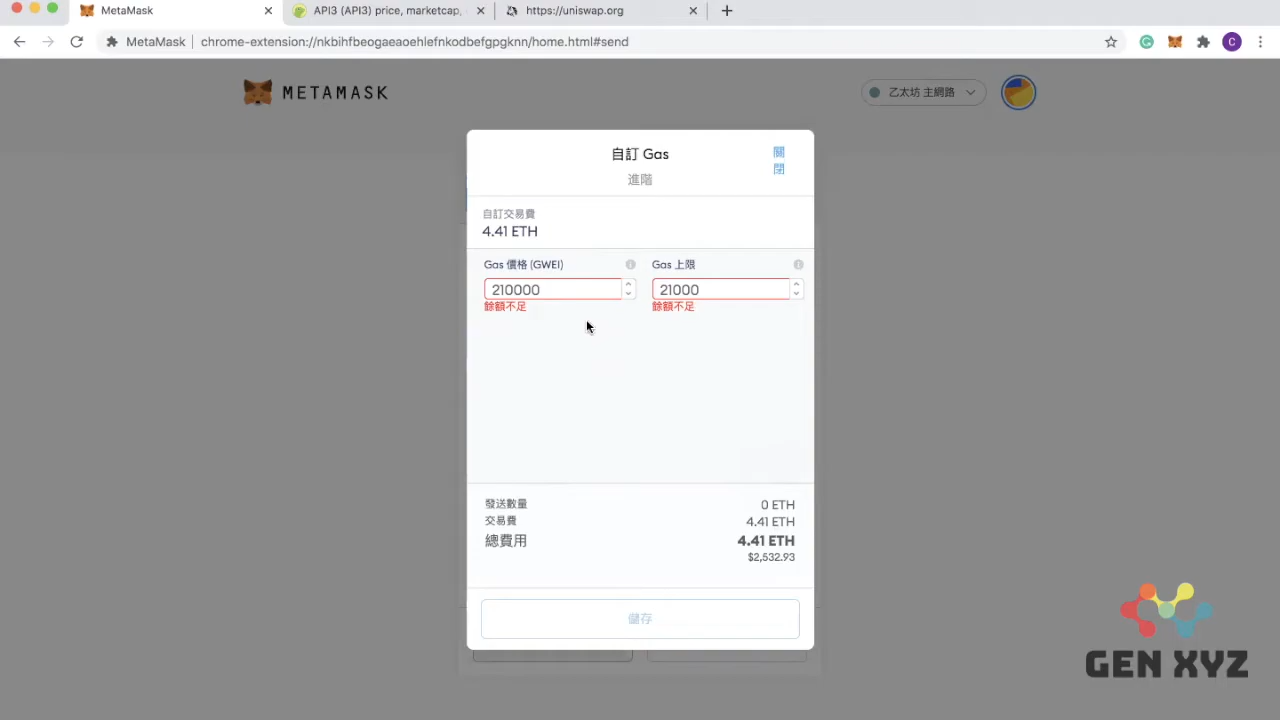 MetaMask
API3 (API3) price, marketcap,
https://uniswap.org
MetaMask
chrome-extension://nkbihfbeogaeaoehlefnkodbefgpgknn/home.html#send
C
METAMASK
乙太坊 主網路
自訂 Gas
關閉
進階
自訂交易費
4.41 ETH
Gas 價格 (GWEI)
Gas 上限
210000
21000
餘額不足
餘額不足
發送數量
0 ETH
交易費
4.41 ETH
總費用
4.41 ETH
$2,532.93
儲存
GEN XYZ